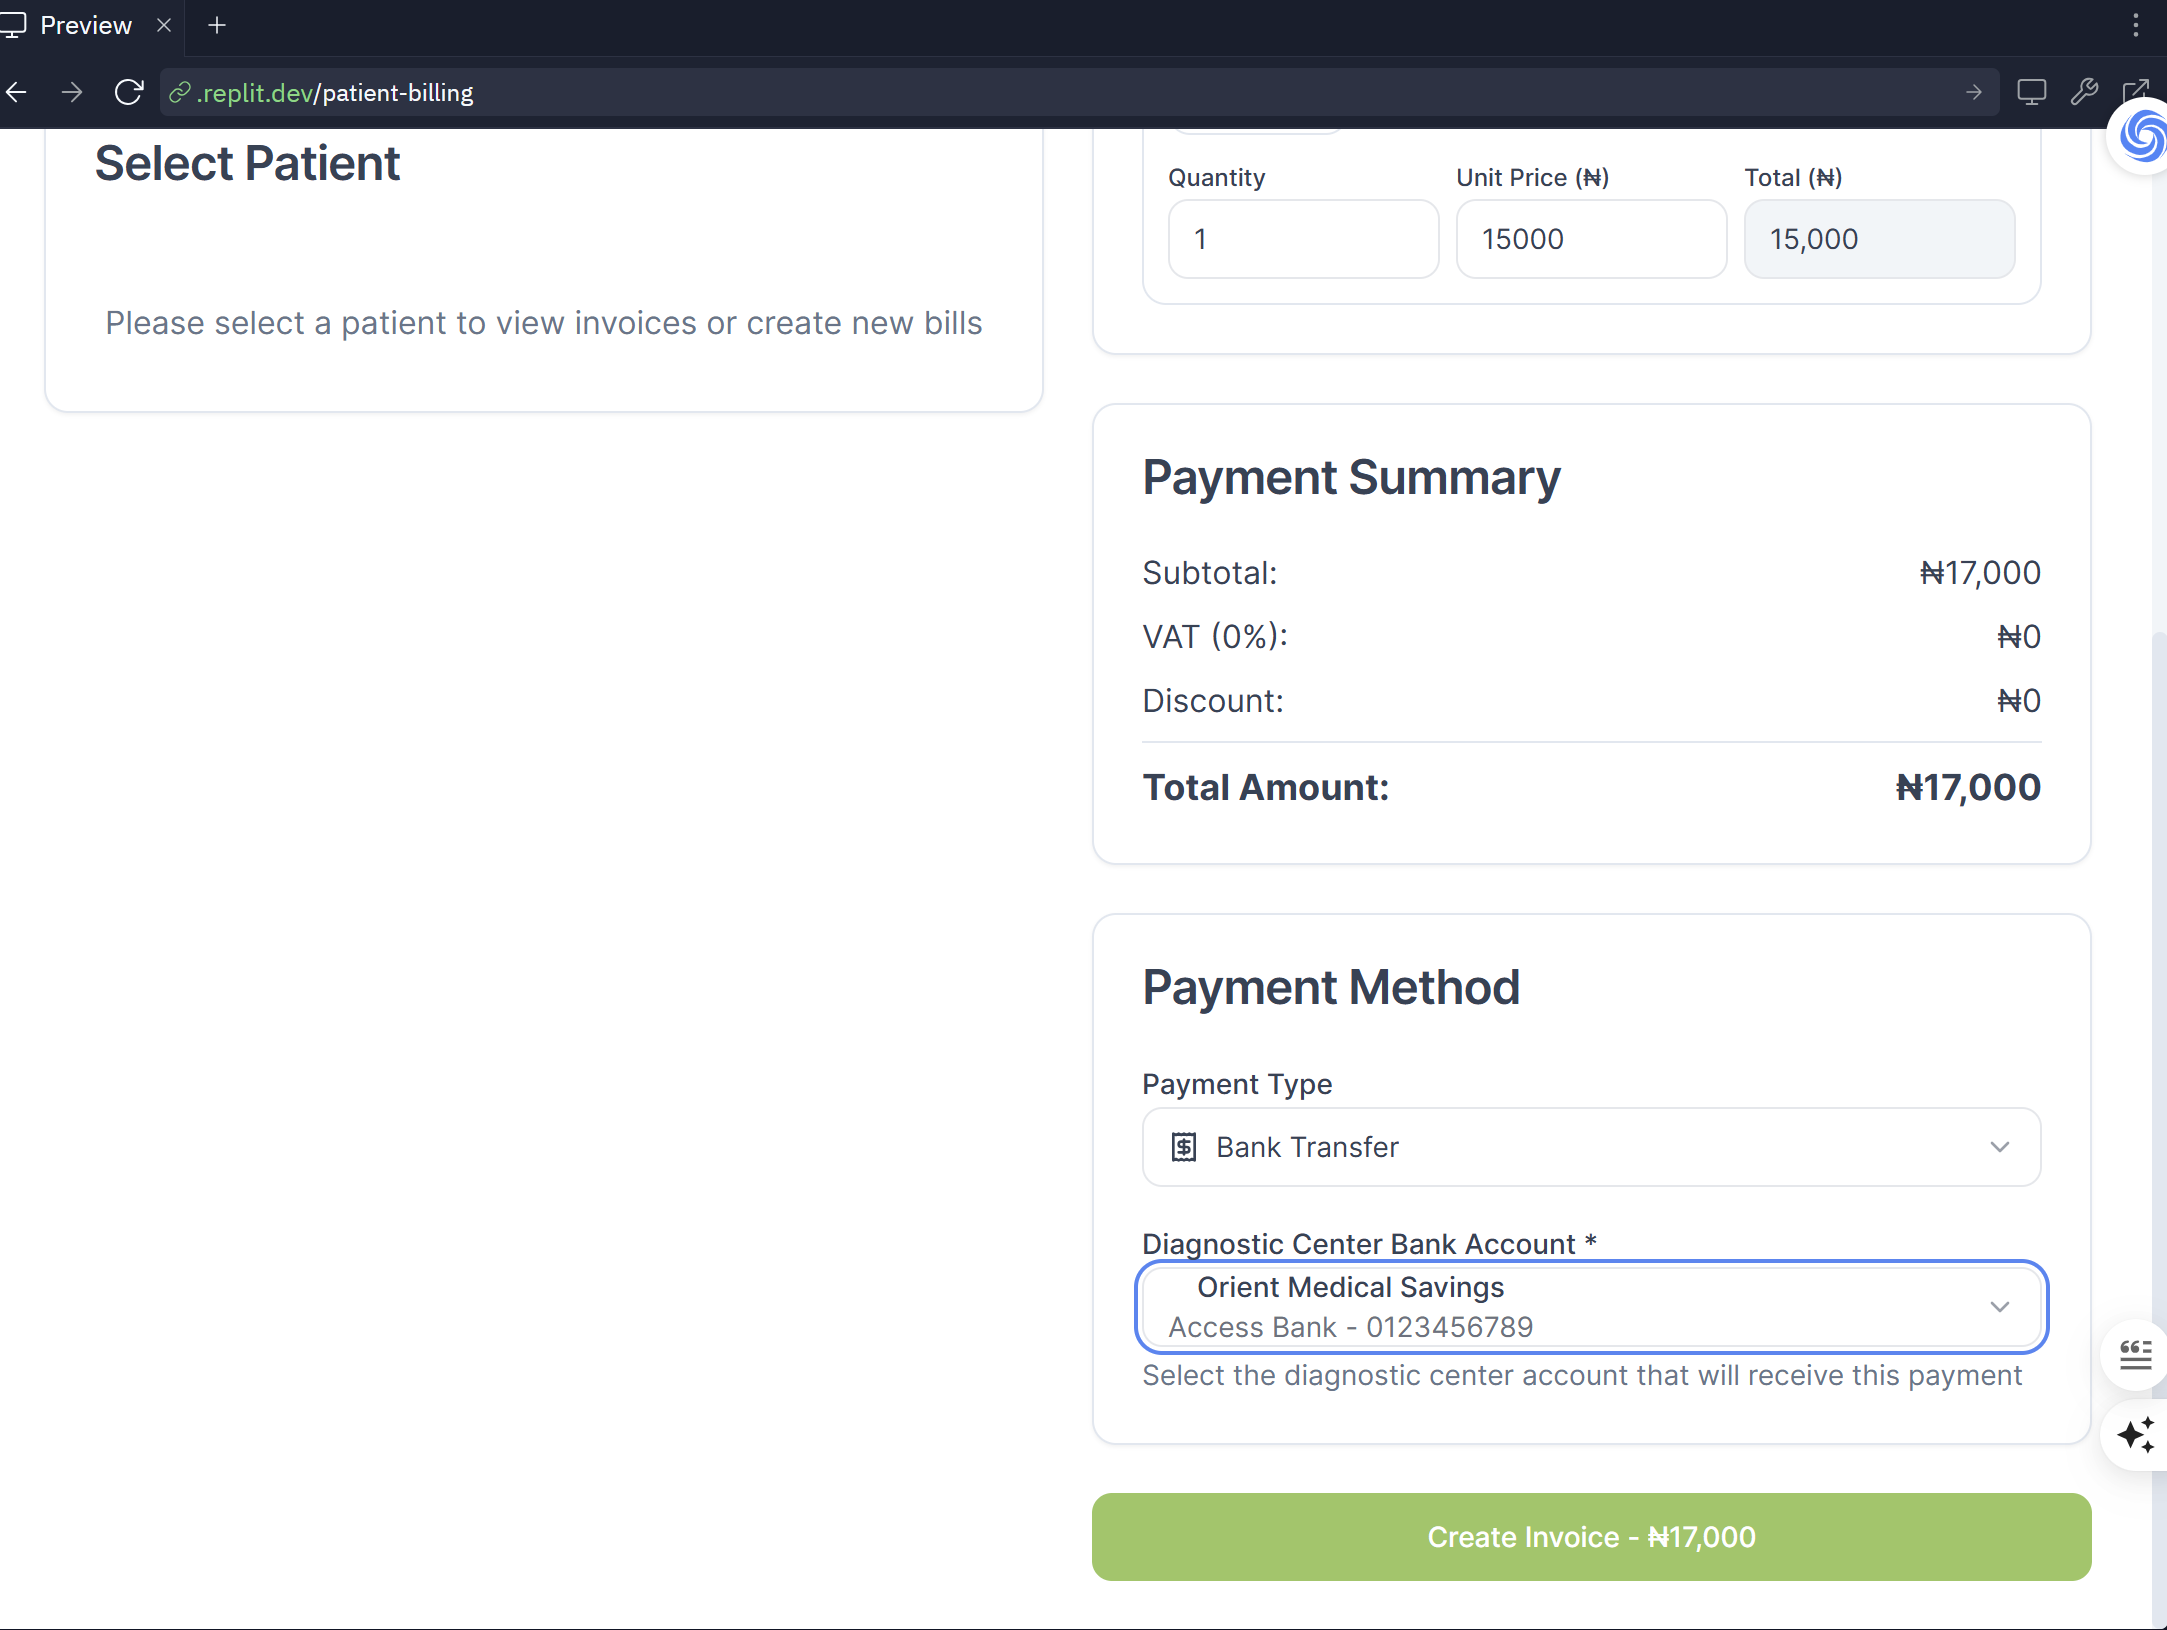 Preview
.replit.dev/patient-billing
Select Patient
Please select a patient to view invoices or create new bills
Quantity
Unit Price (₦)
Total (₦)
1
15000
15,000
Payment Summary
Subtotal:
₦17,000
VAT (0%):
₦0
Discount:
₦0
Total Amount:
₦17,000
Payment Method
Payment Type
Bank Transfer
Diagnostic Center Bank Account *
Orient Medical Savings
Access Bank - 0123456789
Select the diagnostic center account that will receive this payment
Create Invoice - ₦17,000